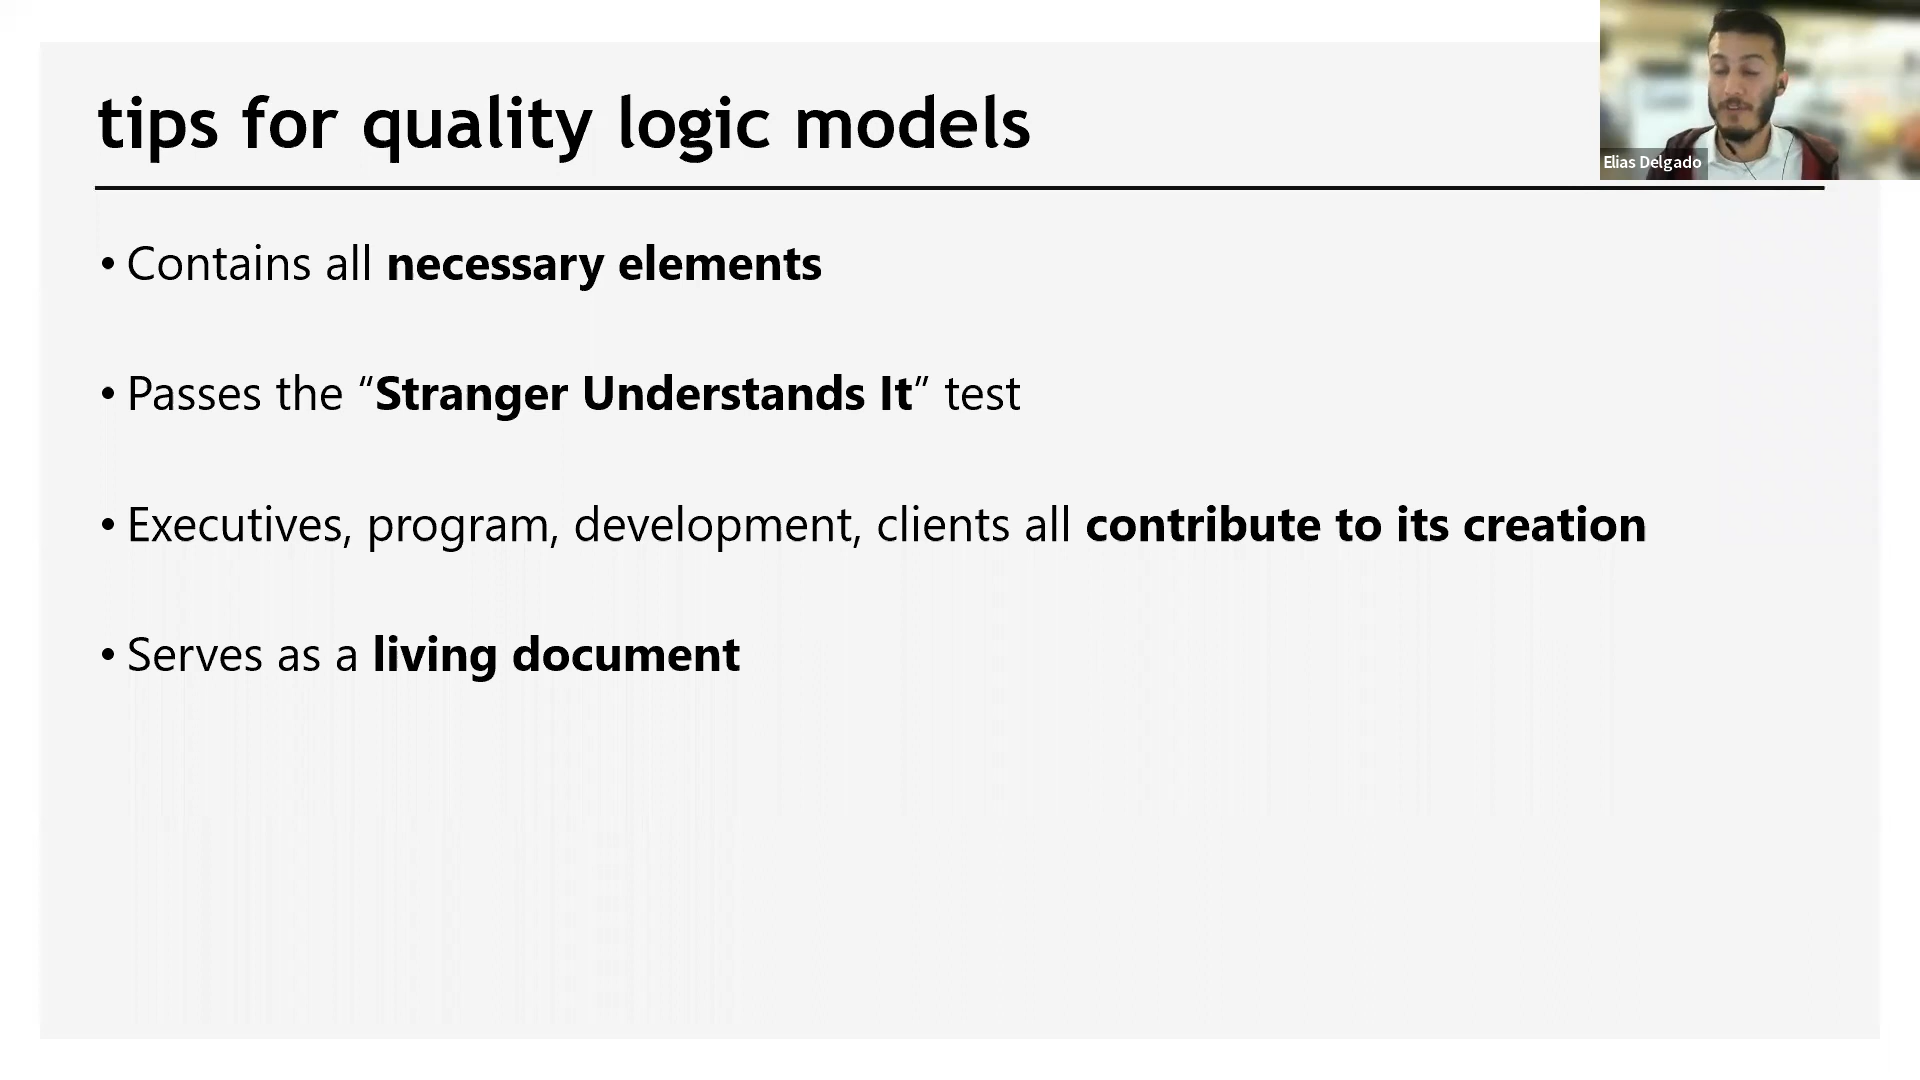 tips for quality logic models
Elias Delgado
• Contains all necessary elements
• Passes the “Stranger Understands It” test
• Executives, program, development, clients all contribute to its creation
• Serves as a living document